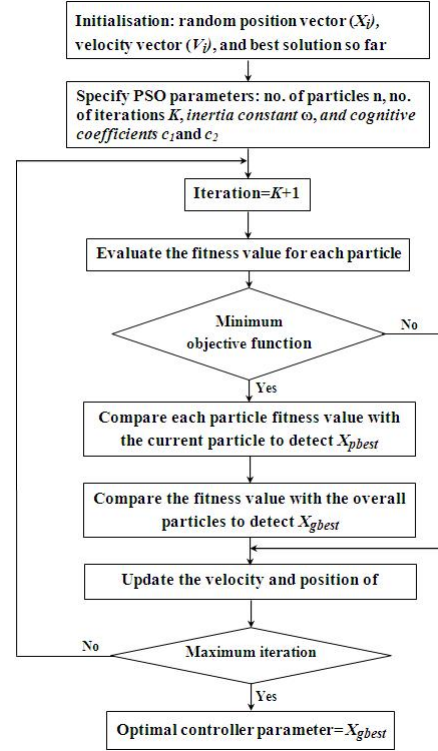 Initialisation: random position vector (Xi),
velocity vector (Vi), and best solution so far
Specify PSO parameters: no. of particles n, no.
of iterations K, inertia constant ω, and cognitive
coefficients c1 and c2
Iteration=K+1
Evaluate the fitness value for each particle
Minimum
objective function
No
Yes
Compare each particle fitness value with
the current particle to detect Xpbest
Compare the fitness value with the overall
particles to detect Xgbest
Update the velocity and position of
No
Maximum iteration
Yes
Optimal controller parameter=Xgbest